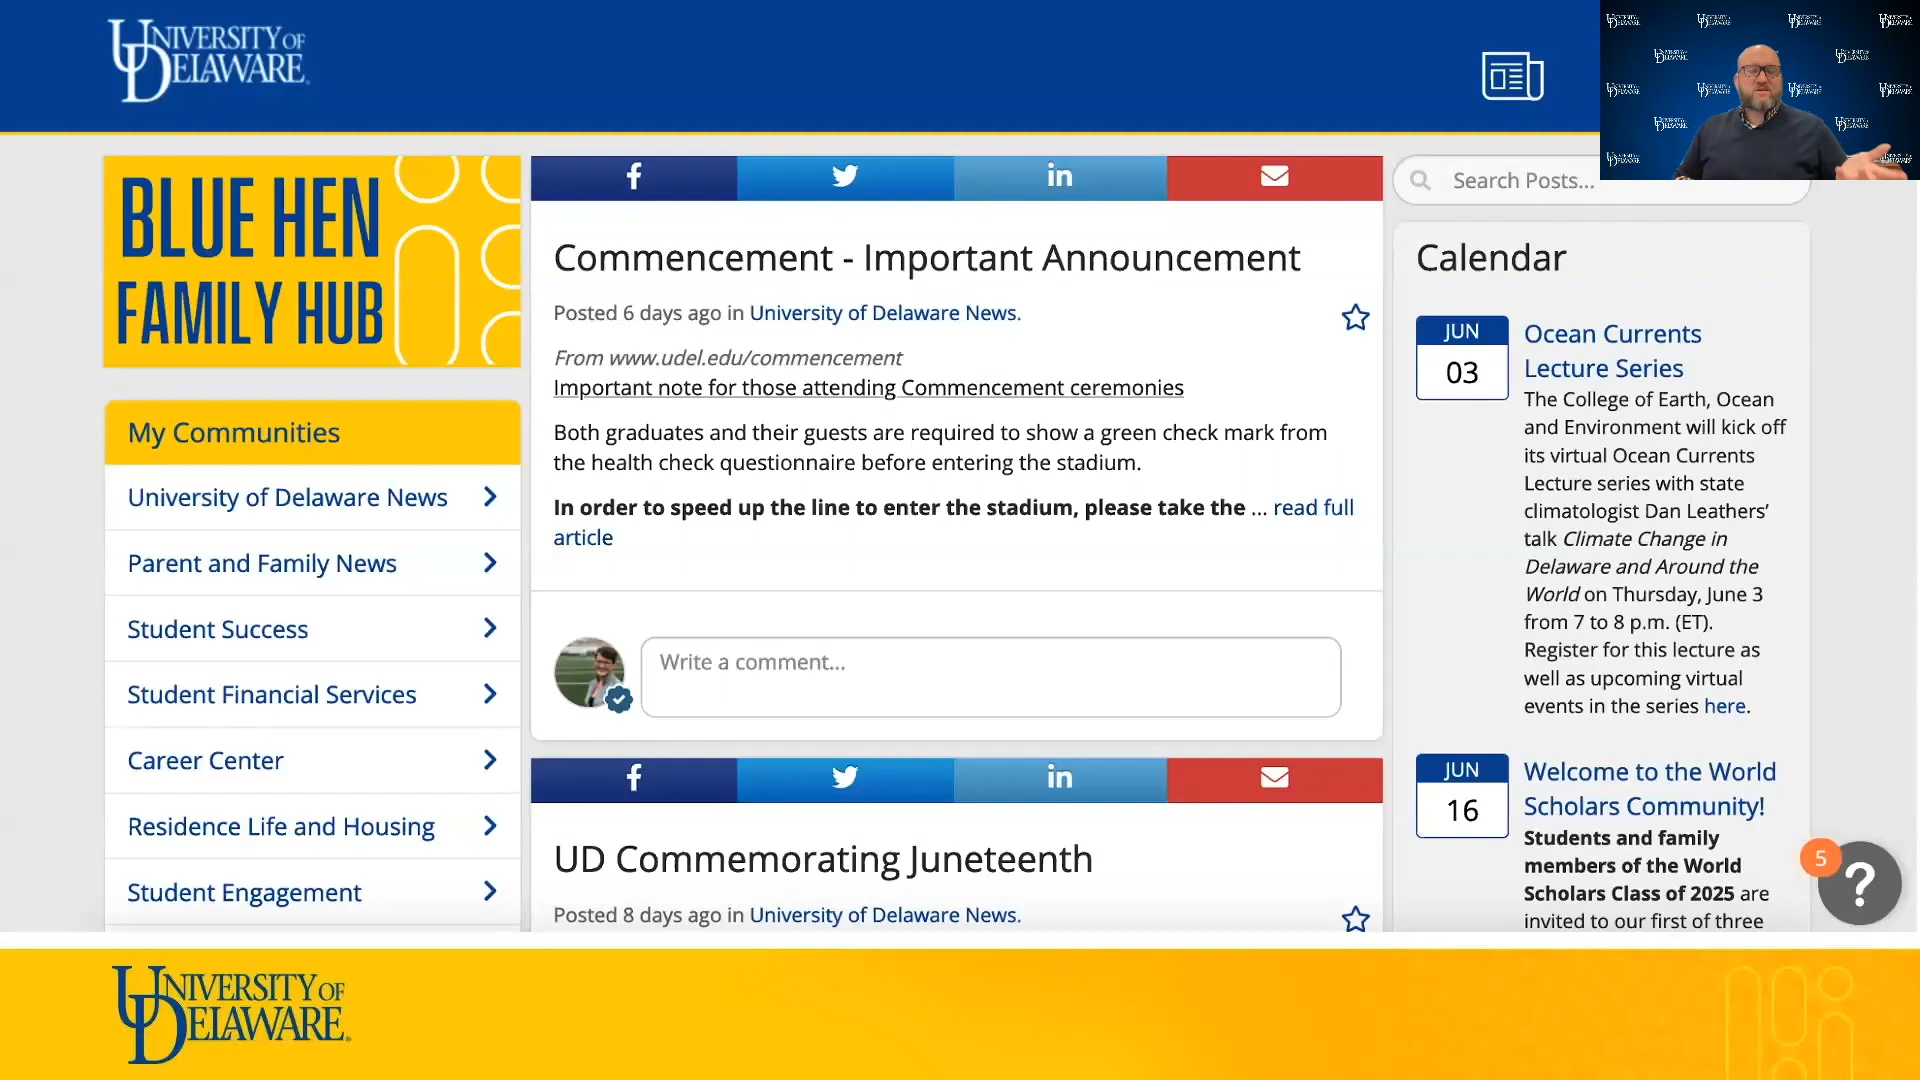 UNIVERSITY OF
DELAWARE
BLUE HEN
FAMILY HUB
My Communities
University of Delaware News
Parent and Family News
Student Success
Student Financial Services
Career Center
Residence Life and Housing
Student Engagement
Commencement - Important Announcement
Posted 6 days ago in University of Delaware News.
From www.udel.edu/commencement
Important note for those attending Commencement ceremonies
Both graduates and their guests are required to show a green check mark from
the health check questionnaire before entering the stadium.
In order to speed up the line to enter the stadium, please take the ... read full
article
Write a comment...
UD Commemorating Juneteenth
Posted 8 days ago in University of Delaware News.
Search Posts...
Calendar
JUN
03
Ocean Currents
Lecture Series
The College of Earth, Ocean
and Environment will kick off
its virtual Ocean Currents
Lecture series with state
climatologist Dan Leathers’
talk Climate Change in
Delaware and Around the
World on Thursday, June 3
from 7 to 8 p.m. (ET).
Register for this lecture as
well as upcoming virtual
events in the series here.
JUN
16
Welcome to the World
Scholars Community!
Students and family
members of the World
Scholars Class of 2025 are
invited to our first of three
5
?
UNIVERSITY OF
DELAWARE